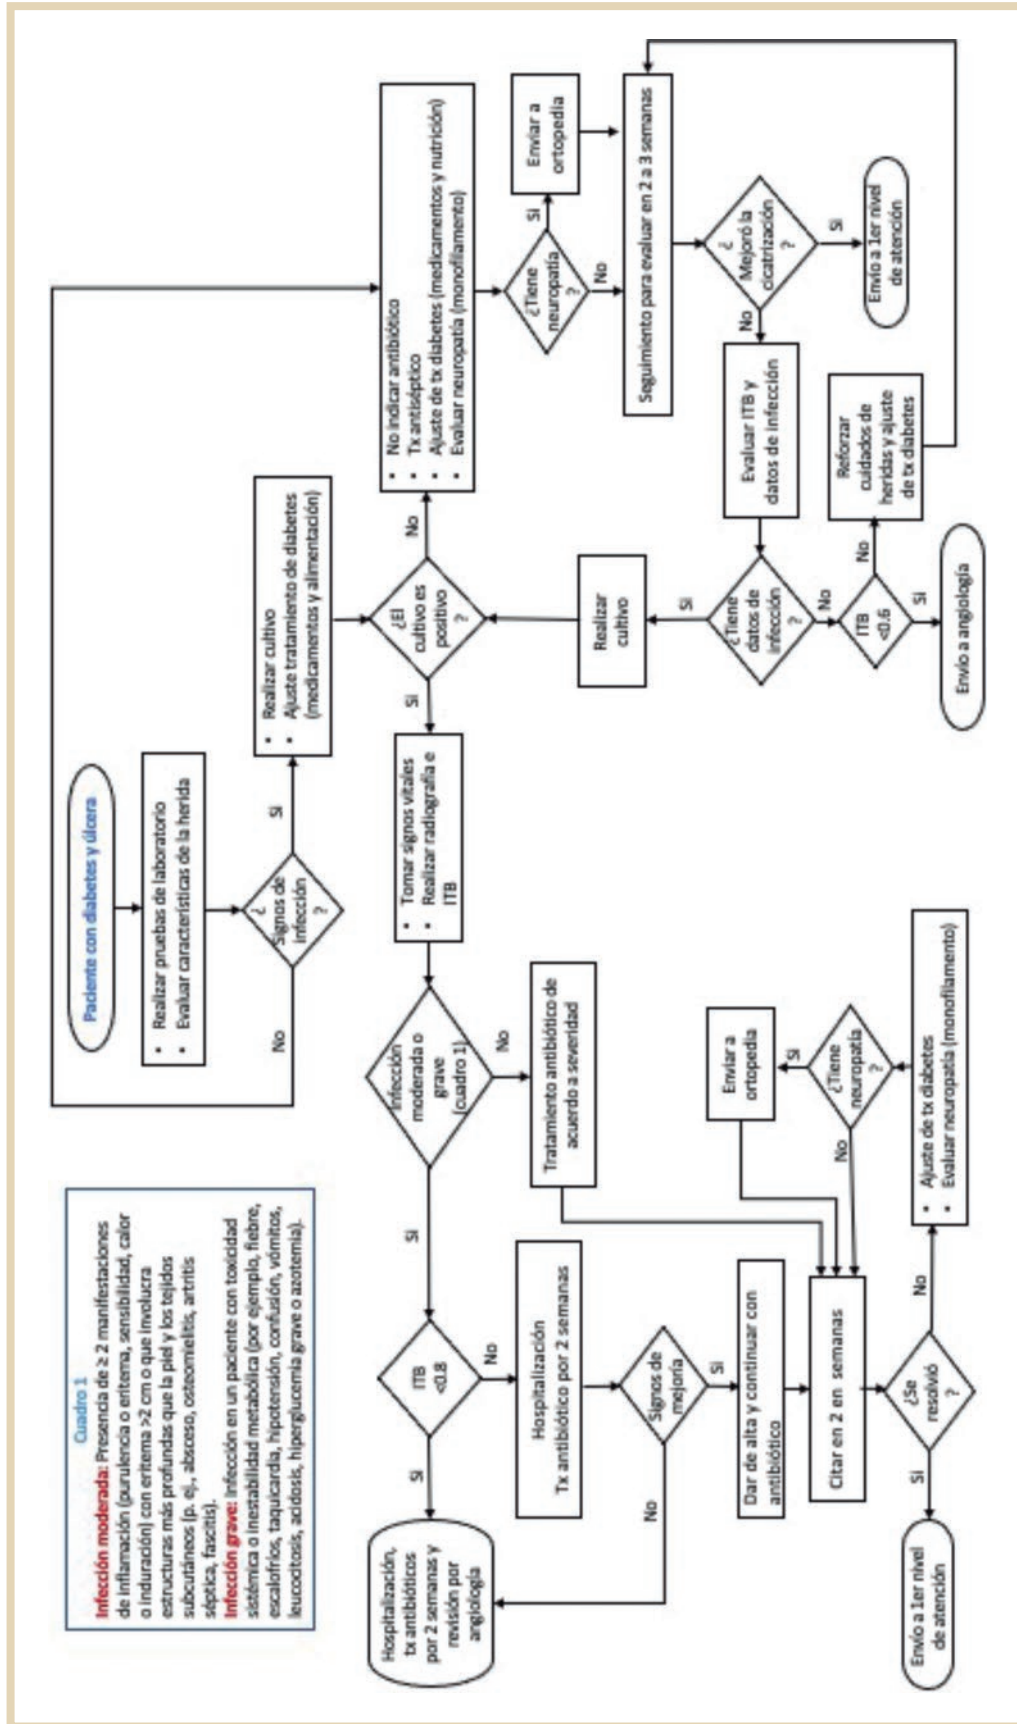 Cuadro 1
Infección moderada: Presencia de ≥ 2 manifestaciones
de inflamación (purulencia o eritema, sensibilidad, calor
o induración) con eritema >2 cm o que involucra
estructuras más profundas que la piel y los tejidos
subcutáneos (p. ej., absceso, osteomielitis, artritis
séptica, fascitis).
Infección grave: Infección en un paciente con toxicidad
sistémica o inestabilidad metabólica (por ejemplo, fiebre,
escalofríos, taquicardia, hipotensión, confusión, vómitos,
leucocitosis, acidosis, hiperglucemia grave o azotemia).
Paciente con diabetes y úlcera
• Realizar pruebas de laboratorio
• Evaluar características de la herida
¿
Signos de
infección
?
No
Si
• Realizar cultivo
• Ajuste tratamiento de diabetes
(medicamentos y alimentación)
¿El
cultivo es
positivo
?
Si
No
• No indicar antibiótico
• Tx antiséptico
• Ajuste de tx diabetes (medicamentos y nutrición)
• Evaluar neuropatía (monofilamento)
¿Tiene
neuropatía
?
Si
No
Enviar a
ortopedia
Seguimiento para evaluar en 2 a 3 semanas
¿
Mejoró la
cicatrización
?
No
Si
Envío a 1er nivel
de atención
Evaluar ITB y
datos de infección
¿Tiene
datos de
infección
?
Si
No
Realizar
cultivo
ITB
<0.6
No
Si
Reforzar
cuidados de
heridas y ajuste
de tx diabetes
Envío a angiología
• Tomar signos vitales
• Realizar radiografía e
ITB
Infección
moderada o
grave
(cuadro 1)
Si
No
Tratamiento antibiótico de
acuerdo a severidad
ITB
<0.8
Si
No
Hospitalización,
tx antibióticos
por 2 semanas y
revisión por
angiología
Hospitalización
Tx antibiótico por 2 semanas
Signos de
mejoría
No
Si
Dar de alta y continuar con
antibiótico
Citar en 2 en semanas
¿Se
resolvió
?
Si
No
Envío a 1er nivel
de atención
• Ajuste de tx diabetes
• Evaluar neuropatía (monofilamento)
¿Tiene
neuropatía
?
Si
No
Enviar a
ortopedia